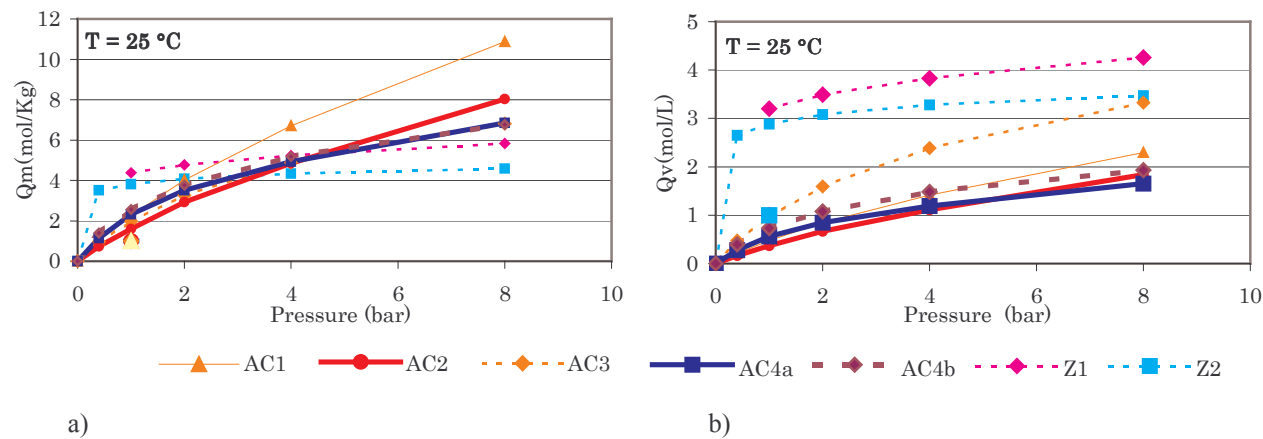 12
10
8
6
4
2
0
Qm(mol/Kg)
T = 25 °C
0 2 4 6 8 10
Pressure (bar)
5
4
3
2
1
0
Qv(mol/L)
T = 25 °C
0 2 4 6 8 10
Pressure (bar)
AC1 AC2 AC3 AC4a AC4b Z1 Z2
a) b)